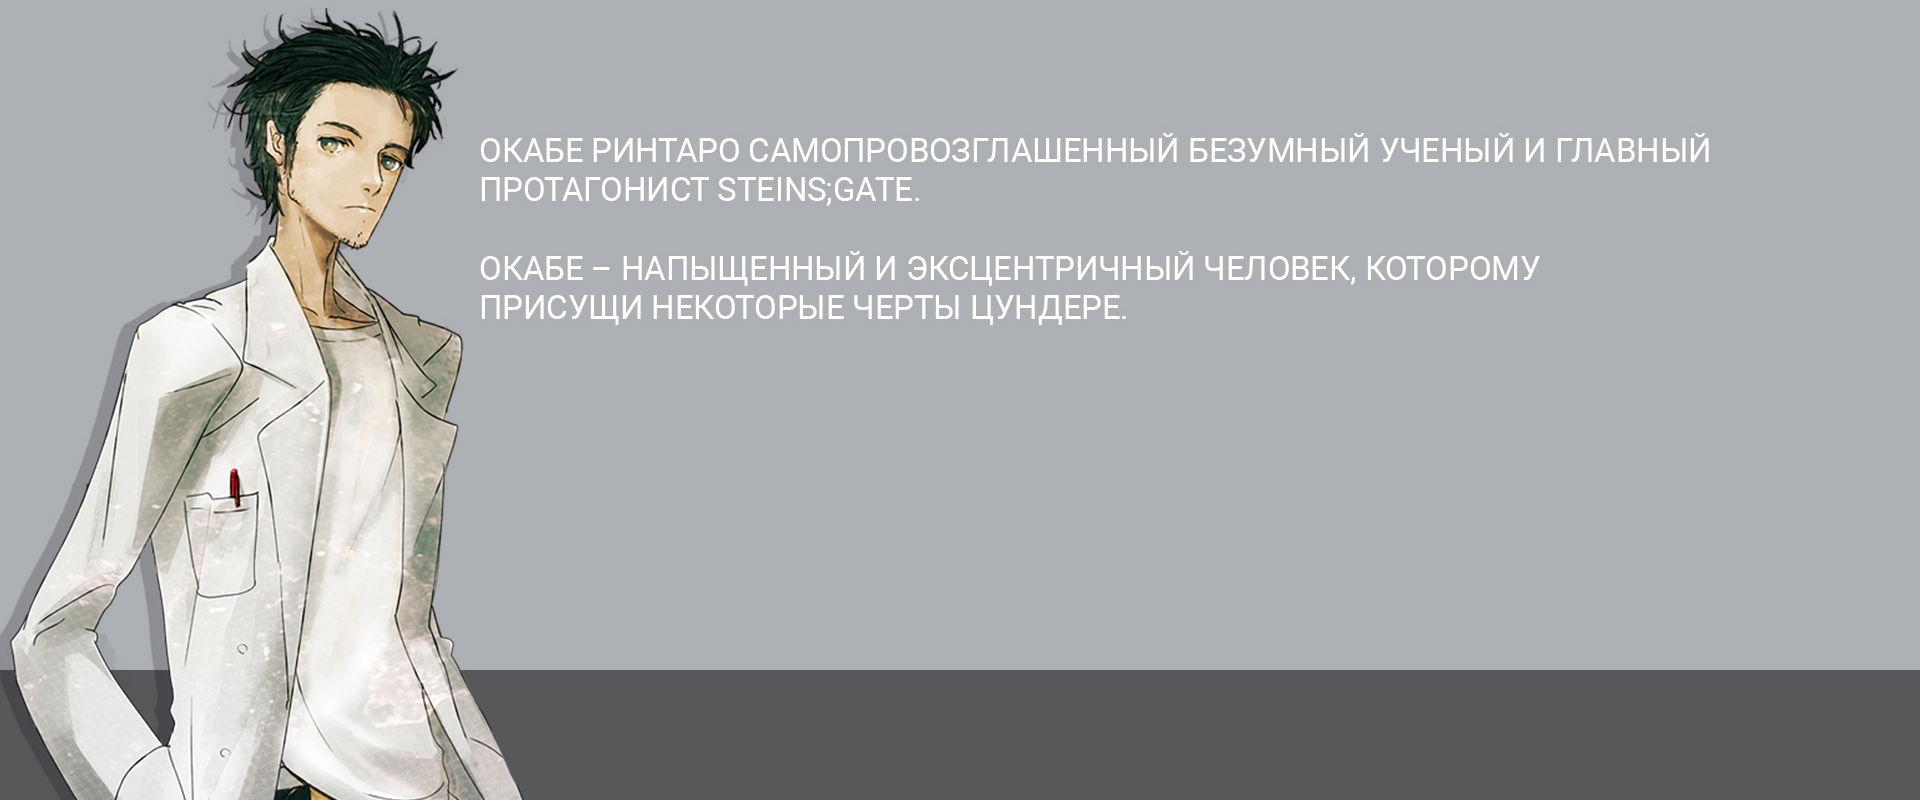 ОКАБЕ РИНТАРО САМОПРОВОЗГЛАШЕННЫЙ БЕЗУМНЫЙ УЧЕНЫЙ И ГЛАВНЫЙ
ПРОТАГОНИСТ STEINS;GATE.
ОКАБЕ – НАПЫЩЕННЫЙ И ЭКСЦЕНТРИЧНЫЙ ЧЕЛОВЕК, КОТОРОМУ
ПРИСУЩИ НЕКОТОРЫЕ ЧЕРТЫ ЦУНДЕРЕ.